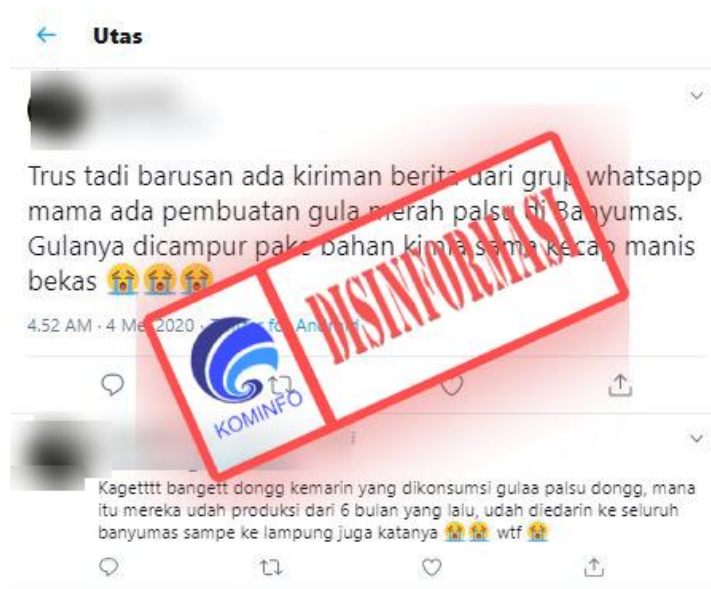 Utas
Trus tadi barusan ada kiriman berita dari grup whatsapp
mama ada pembuatan gula merah palsu di Banyumas.
Gulanya dicampur pake bahan kimia sama kecap manis
bekas 😭😭😭
4.52 AM · 4 Mei 2020 · Twitter for Android
DISINFORMASI
KOMINFO
Kagetttt bangett dongg kemarin yang dikonsumsi gulaa palsu dongg, mana
itu mereka udah produksi dari 6 bulan yang lalu, udah diedarin ke seluruh
banyumas sampe ke lampung juga katanya 😭😭 wtf 😭